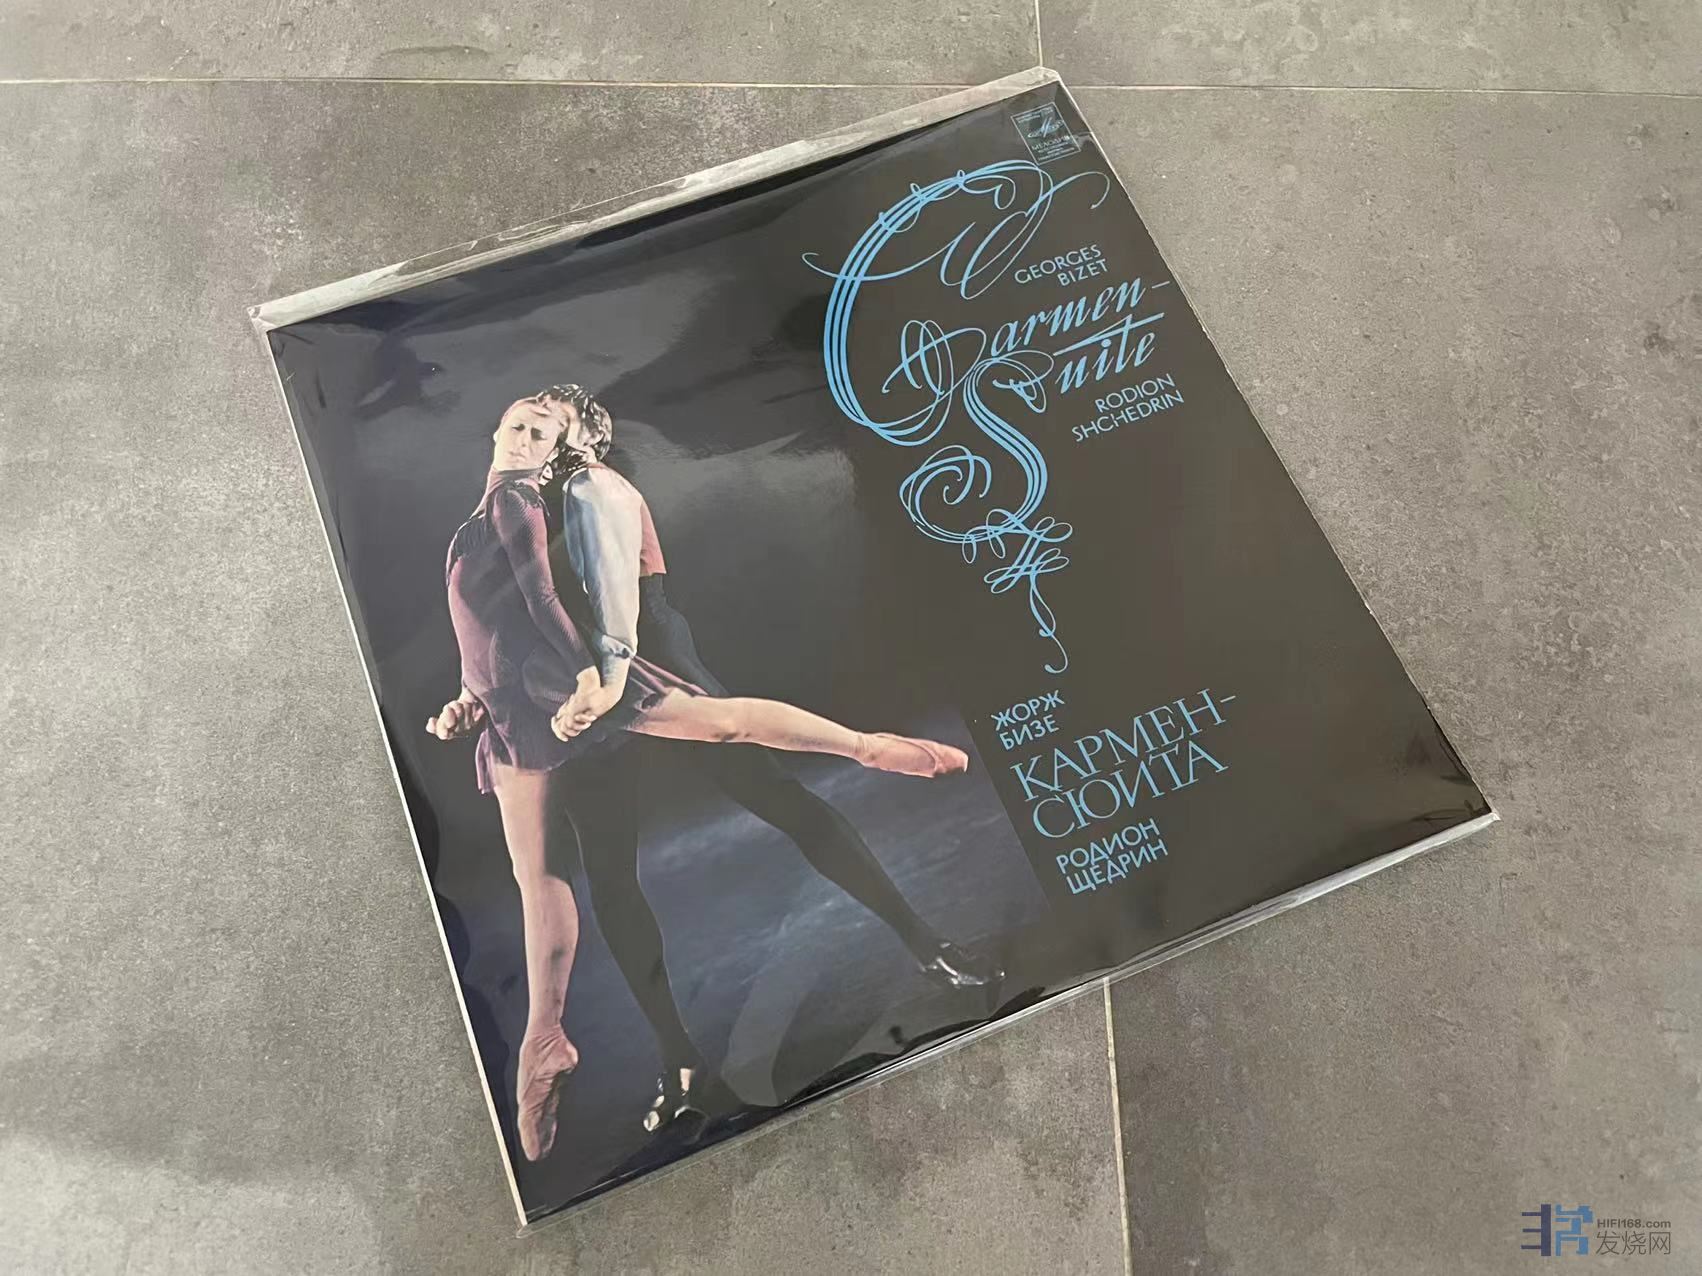 МЕЛОДИЯ
GEORGES
BIZET
Carmen-
Suite
RODION
SHCHEDRIN
ЖОРЖ
БИЗЕ
КАРМЕН-
СЮИТА
РОДИОН
ЩЕДРИН
HIFI168.com
发烧网